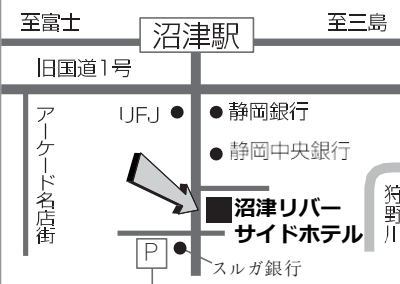 至富士
沼津駅
至三島
旧国道1号
UFJ
静岡銀行
静岡中央銀行
アーケード名店街
沼津リバー
サイドホテル
狩野川
P
スルガ銀行